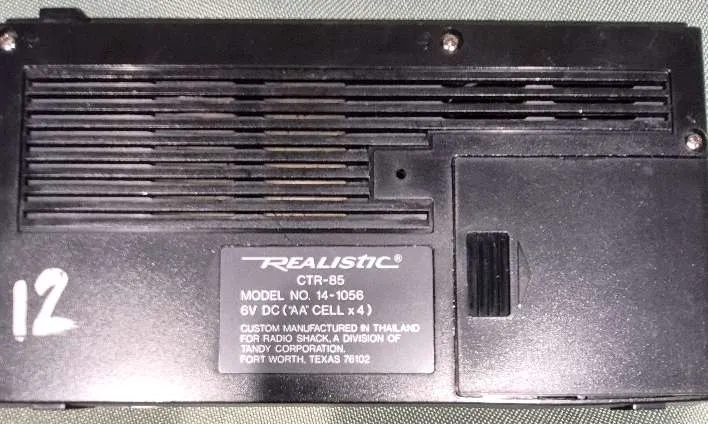 REALISTIC®
CTR-85
MODEL NO. 14-1056
6V DC ("AA" CELL x 4)
CUSTOM MANUFACTURED IN THAILAND
FOR RADIO SHACK, A DIVISION OF
TANDY CORPORATION.
FORT WORTH, TEXAS 76102
12